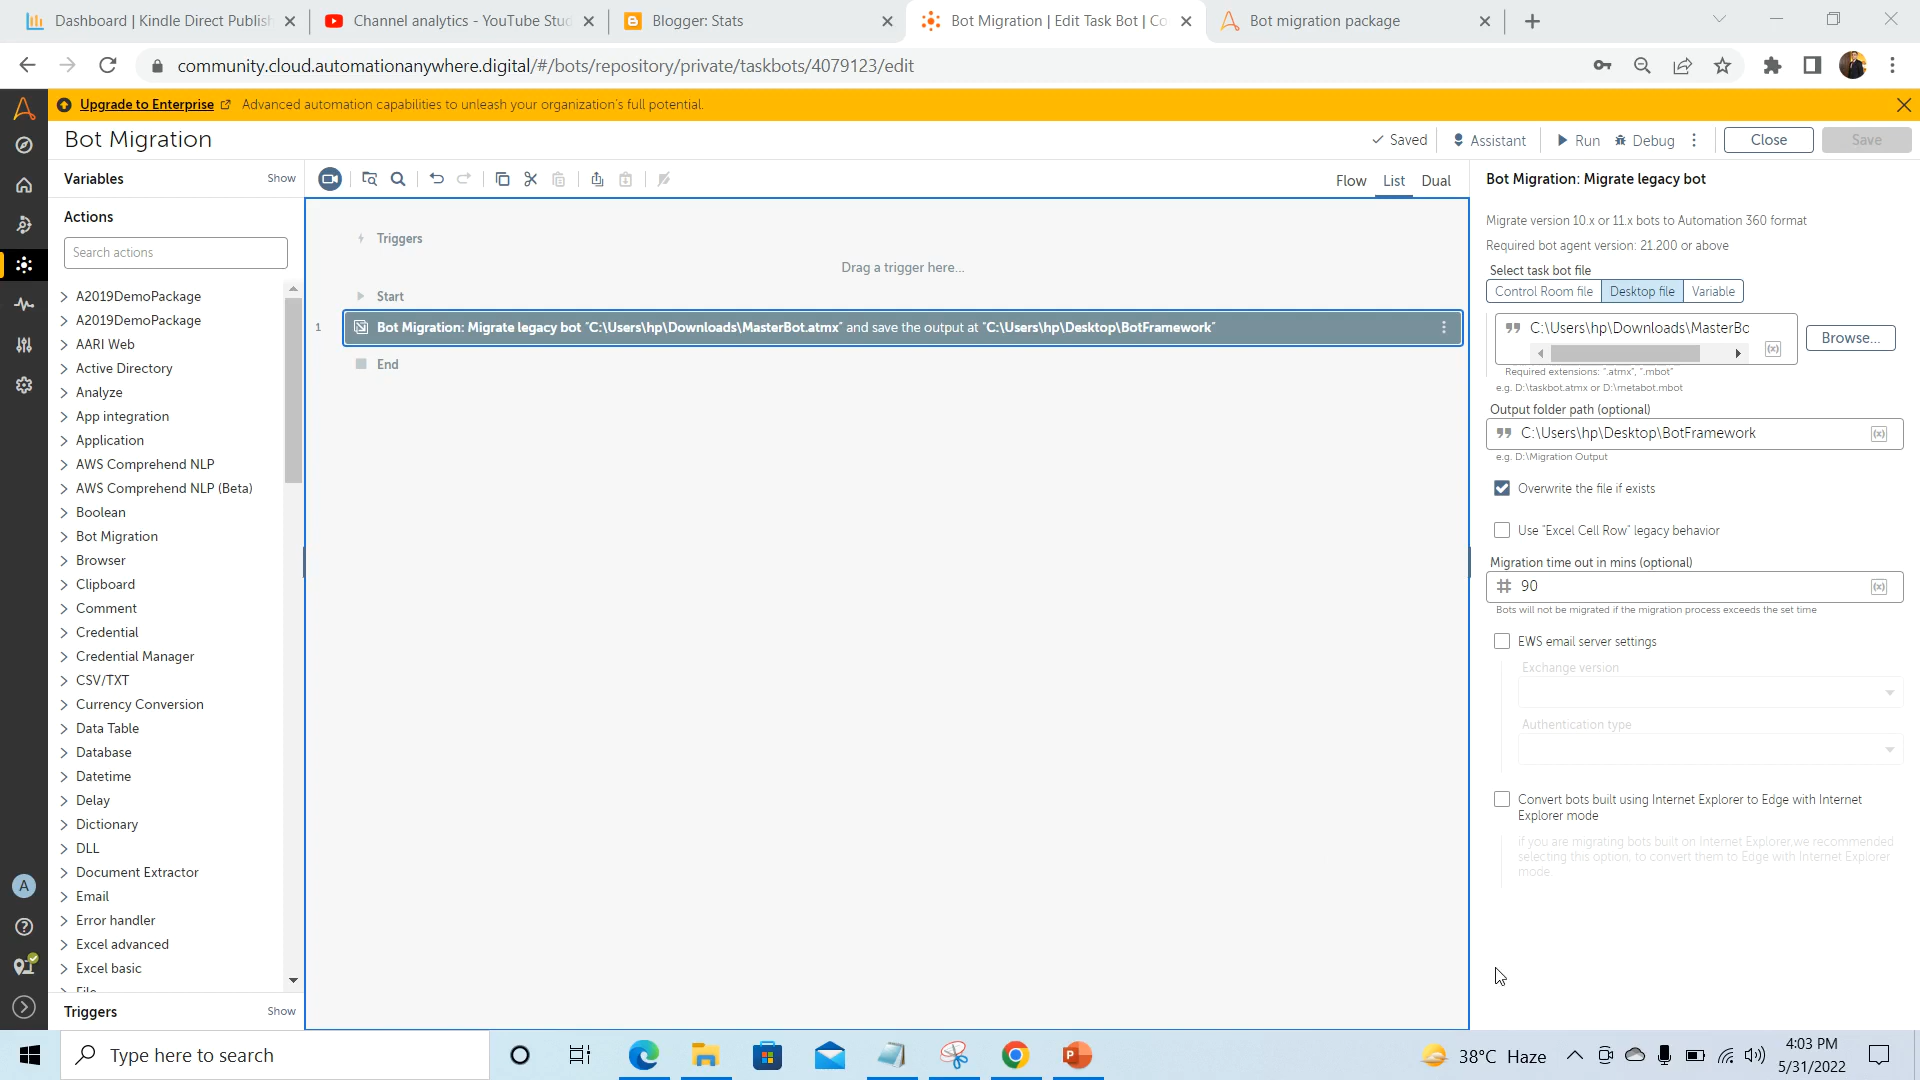 Dashboard | Kindle Direct Publish
Channel analytics - YouTube Stud
Blogger: Stats
Bot Migration | Edit Task Bot | Co
Bot migration package
community.cloud.automationanywhere.digital/#/bots/repository/private/taskbots/4079123/edit
Upgrade to Enterprise Advanced automation capabilities to unleash your organization's full potential.
Bot Migration
Saved
Assistant
Run
Debug
Close
Save
Variables
Show
Flow
List
Dual
Actions
Search actions
A2019DemoPackage
A2019DemoPackage
AARI Web
Active Directory
Analyze
App integration
Application
AWS Comprehend NLP
AWS Comprehend NLP (Beta)
Boolean
Bot Migration
Browser
Clipboard
Comment
Credential
Credential Manager
CSV/TXT
Currency Conversion
Data Table
Database
Datetime
Delay
Dictionary
DLL
Document Extractor
Email
Error handler
Excel advanced
Excel basic
File
Triggers
Show
Triggers
Drag a trigger here...
Start
1
Bot Migration: Migrate legacy bot "C:\Users\hp\Downloads\MasterBot.atmx" and save the output at "C:\Users\hp\Desktop\BotFramework"
End
Bot Migration: Migrate legacy bot
Migrate version 10.x or 11.x bots to Automation 360 format
Required bot agent version: 21.200 or above
Select task bot file
Control Room file
Desktop file
Variable
C:\Users\hp\Downloads\MasterBo
(x)
Browse...
Required extensions: ".atmx", ".mbot"
e.g. D:\taskbot.atmx or D:\metabot.mbot
Output folder path (optional)
C:\Users\hp\Desktop\BotFramework
(x)
e.g. D:\Migration Output
Overwrite the file if exists
Use "Excel Cell Row" legacy behavior
Migration time out in mins (optional)
# 90
(x)
Bots will not be migrated if the migration process exceeds the set time
EWS email server settings
Exchange version
Authentication type
Convert bots built using Internet Explorer to Edge with Internet
Explorer mode
if you are migrating bots built on Internet Explorer,we recommended
selecting this option, to convert them to Edge with Internet Explorer
mode
A
Type here to search
38°C Haze
4:03 PM
5/31/2022